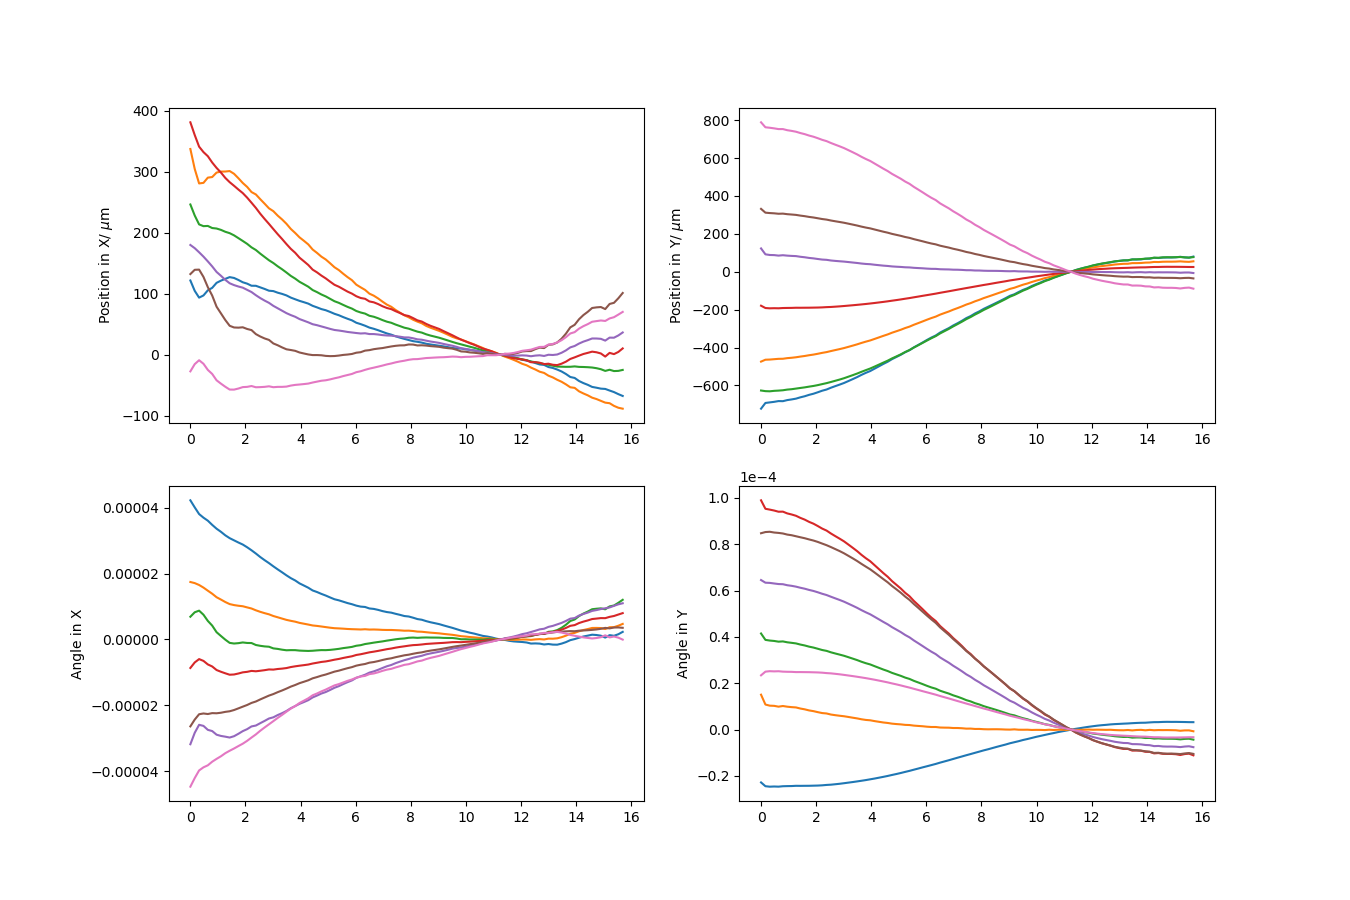 400
300
200
100
0
−100
Position in X/ μm
0 2 4 6 8 10 12 14 16
800
600
400
200
0
−200
−400
−600
Position in Y/ μm
0 2 4 6 8 10 12 14 16
0.00004
0.00002
0.00000
−0.00002
−0.00004
Angle in X
0 2 4 6 8 10 12 14 16
1e−4
1.0
0.8
0.6
0.4
0.2
0.0
−0.2
Angle in Y
0 2 4 6 8 10 12 14 16